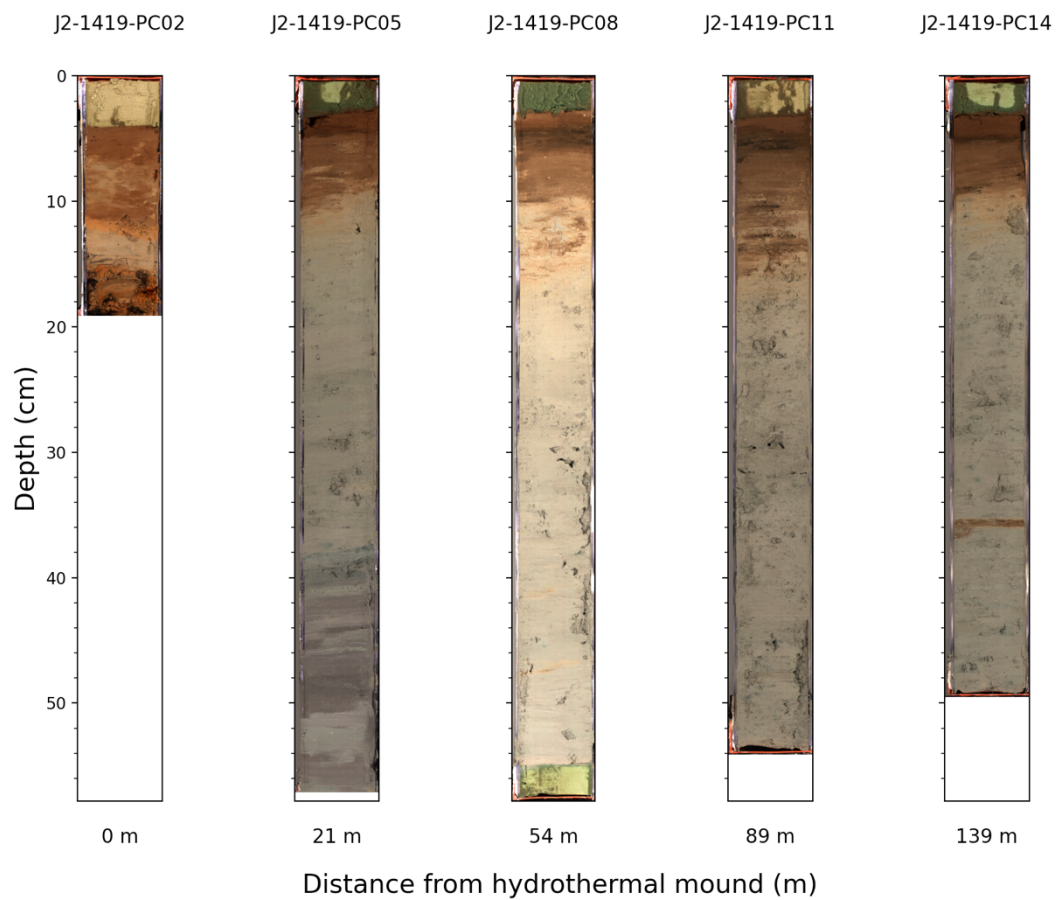 J2-1419-PC02 J2-1419-PC05 J2-1419-PC08 J2-1419-PC11 J2-1419-PC14
0
10
20
30
40
50
Depth (cm)
0 m 21 m 54 m 89 m 139 m
Distance from hydrothermal mound (m)